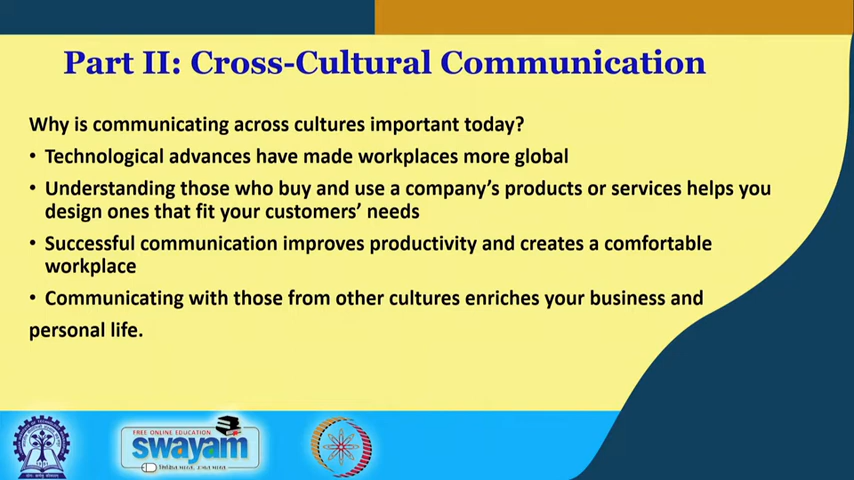 Part II: Cross-Cultural Communication
Why is communicating across cultures important today?
• Technological advances have made workplaces more global
• Understanding those who buy and use a company's products or services helps you
design ones that fit your customers' needs
• Successful communication improves productivity and creates a comfortable
workplace
• Communicating with those from other cultures enriches your business and
personal life.
FREE ONLINE EDUCATION
swayam